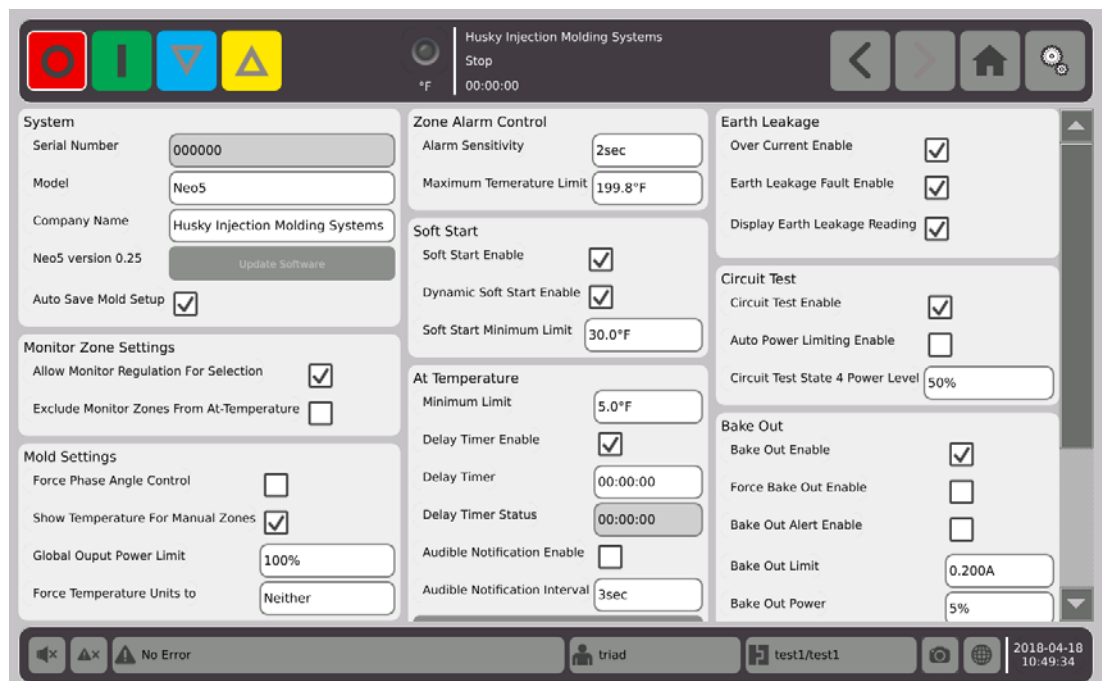 Husky Injection Molding Systems
Stop
°F 00:00:00
System
Serial Number 000000
Model Neo5
Company Name Husky Injection Molding Systems
Neo5 version 0.25 Update Software
Auto Save Mold Setup
Monitor Zone Settings
Allow Monitor Regulation For Selection
Exclude Monitor Zones From At-Temperature
Mold Settings
Force Phase Angle Control
Show Temperature For Manual Zones
Global Ouput Power Limit 100%
Force Temperature Units to Neither
Zone Alarm Control
Alarm Sensitivity 2sec
Maximum Temerature Limit 199.8°F
Soft Start
Soft Start Enable
Dynamic Soft Start Enable
Soft Start Minimum Limit 30.0°F
At Temperature
Minimum Limit 5.0°F
Delay Timer Enable
Delay Timer 00:00:00
Delay Timer Status 00:00:00
Audible Notification Enable
Audible Notification Interval 3sec
Earth Leakage
Over Current Enable
Earth Leakage Fault Enable
Display Earth Leakage Reading
Circuit Test
Circuit Test Enable
Auto Power Limiting Enable
Circuit Test State 4 Power Level 50%
Bake Out
Bake Out Enable
Force Bake Out Enable
Bake Out Alert Enable
Bake Out Limit 0.200A
Bake Out Power 5%
No Error
triad
test1/test1
2018-04-18
10:49:34